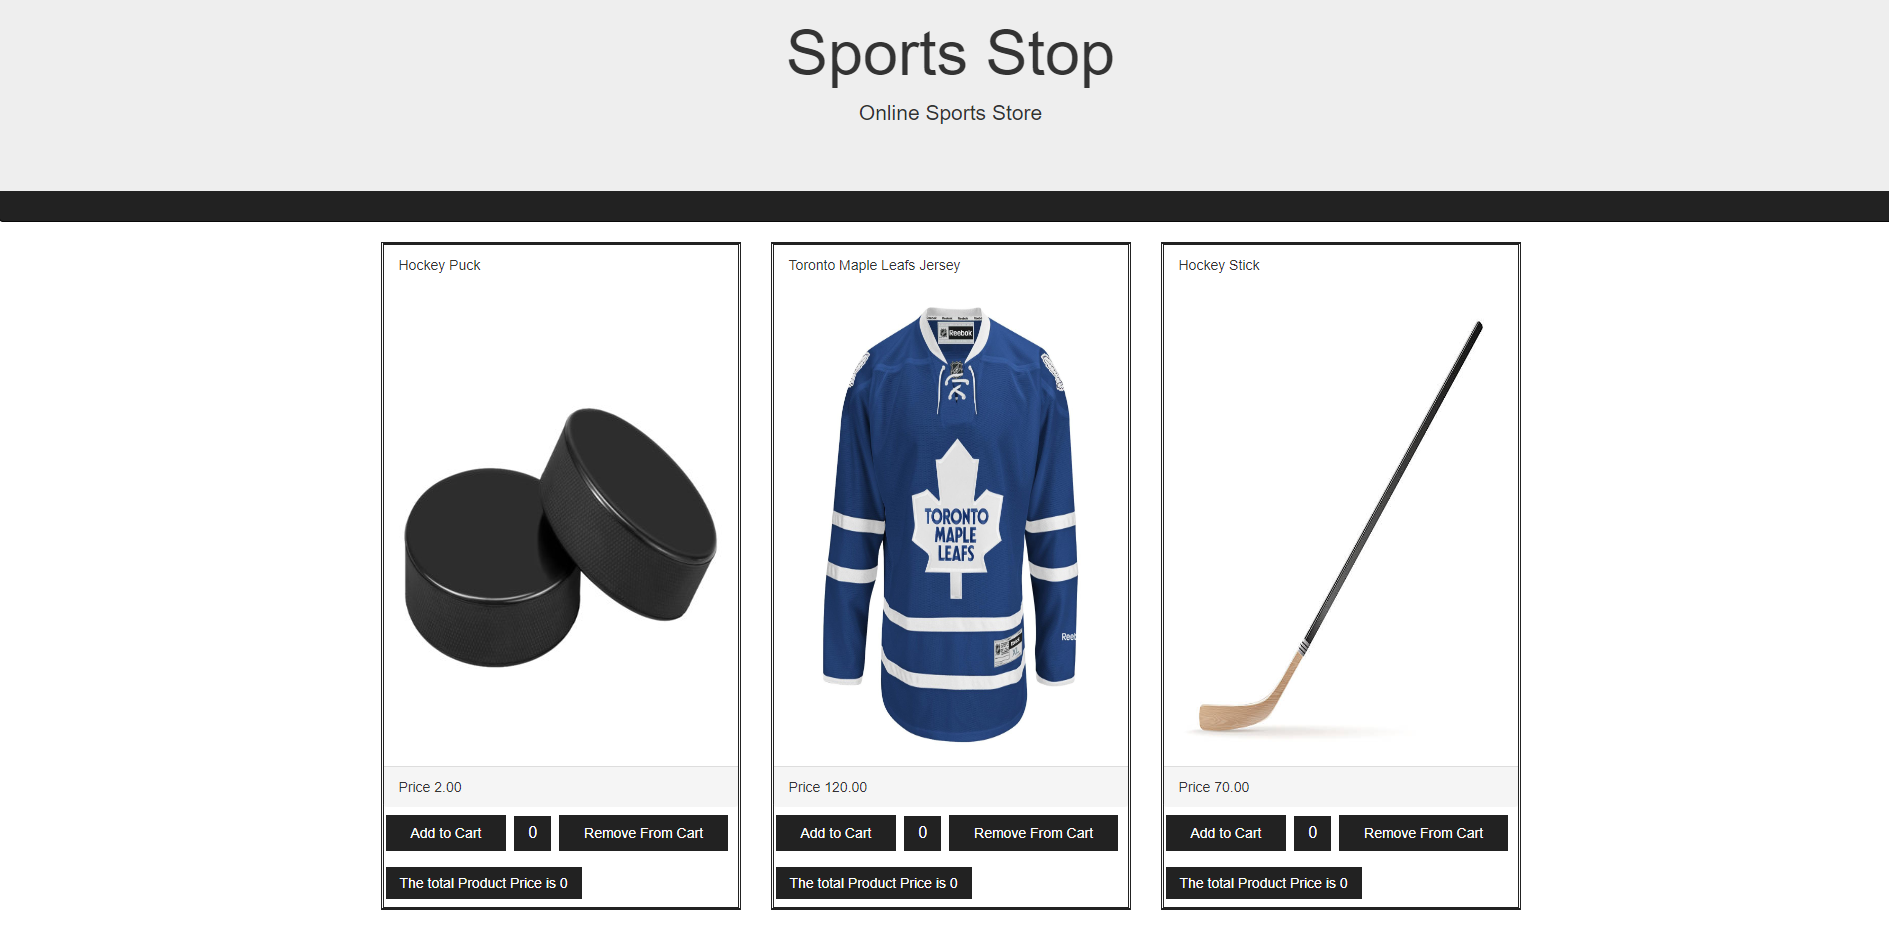 Sports Stop
Online Sports Store
Hockey Puck
Price 2.00
Add to Cart 0 Remove From Cart
The total Product Price is 0
Toronto Maple Leafs Jersey
Reebok
TORONTO
MAPLE
LEAFS
Price 120.00
Add to Cart 0 Remove From Cart
The total Product Price is 0
Hockey Stick
Price 70.00
Add to Cart 0 Remove From Cart
The total Product Price is 0